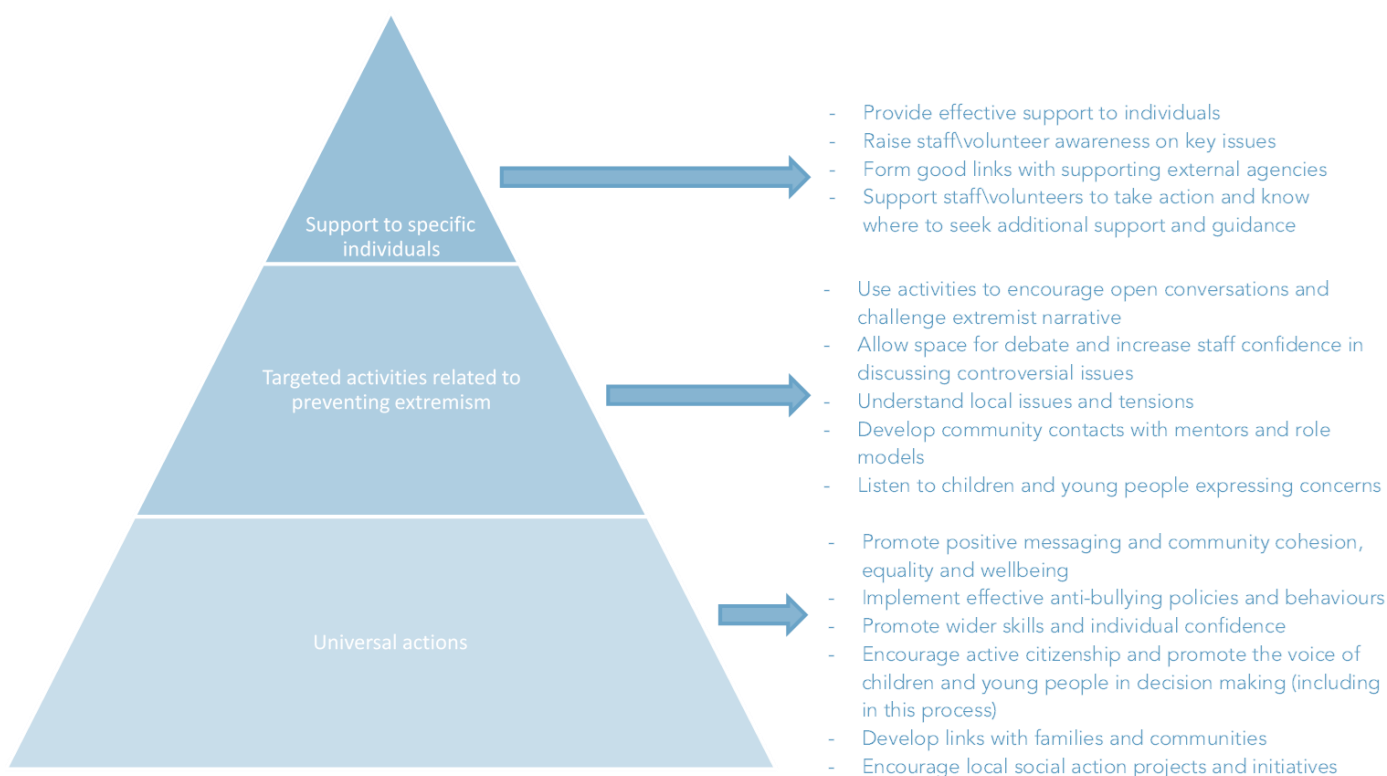 - Provide effective support to individuals
- Raise staff\volunteer awareness on key issues
- Form good links with supporting external agencies
- Support staff\volunteers to take action and know
where to seek additional support and guidance
Support to specific
individuals
- Use activities to encourage open conversations and
challenge extremist narrative
- Allow space for debate and increase staff confidence in
discussing controversial issues
- Understand local issues and tensions
- Develop community contacts with mentors and role
models
- Listen to children and young people expressing concerns
Targeted activities related to
preventing extremism
- Promote positive messaging and community cohesion,
equality and wellbeing
- Implement effective anti-bullying policies and behaviours
- Promote wider skills and individual confidence
- Encourage active citizenship and promote the voice of
children and young people in decision making (including
in this process)
- Develop links with families and communities
- Encourage local social action projects and initiatives
Universal actions